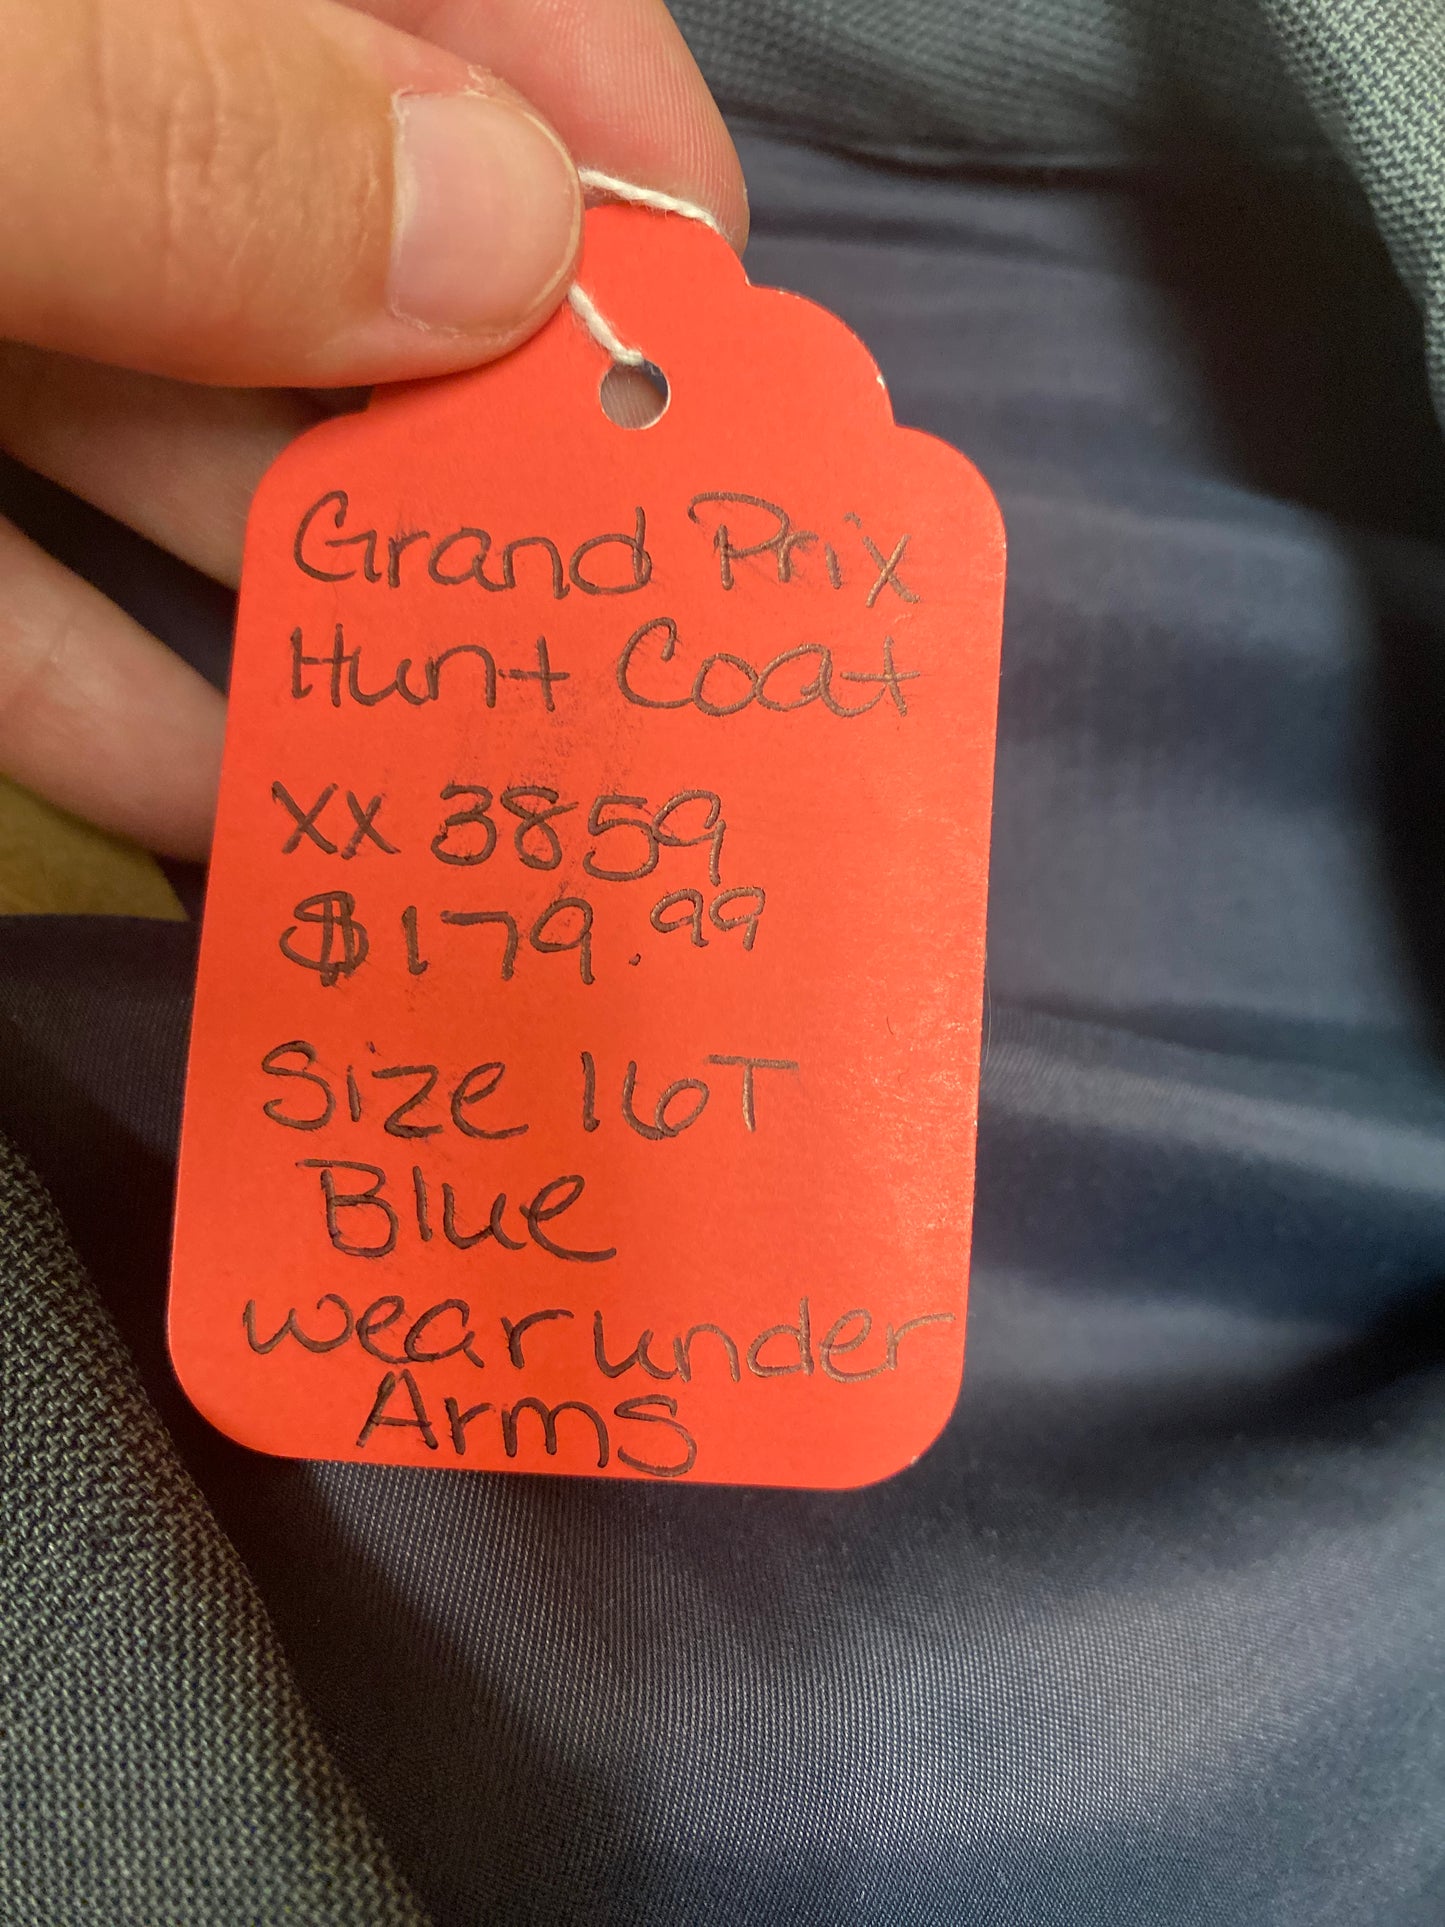 Grand Prix
Hunt Coat
XX 3859
$179.99
Size 16T
Blue
wear under
Arms